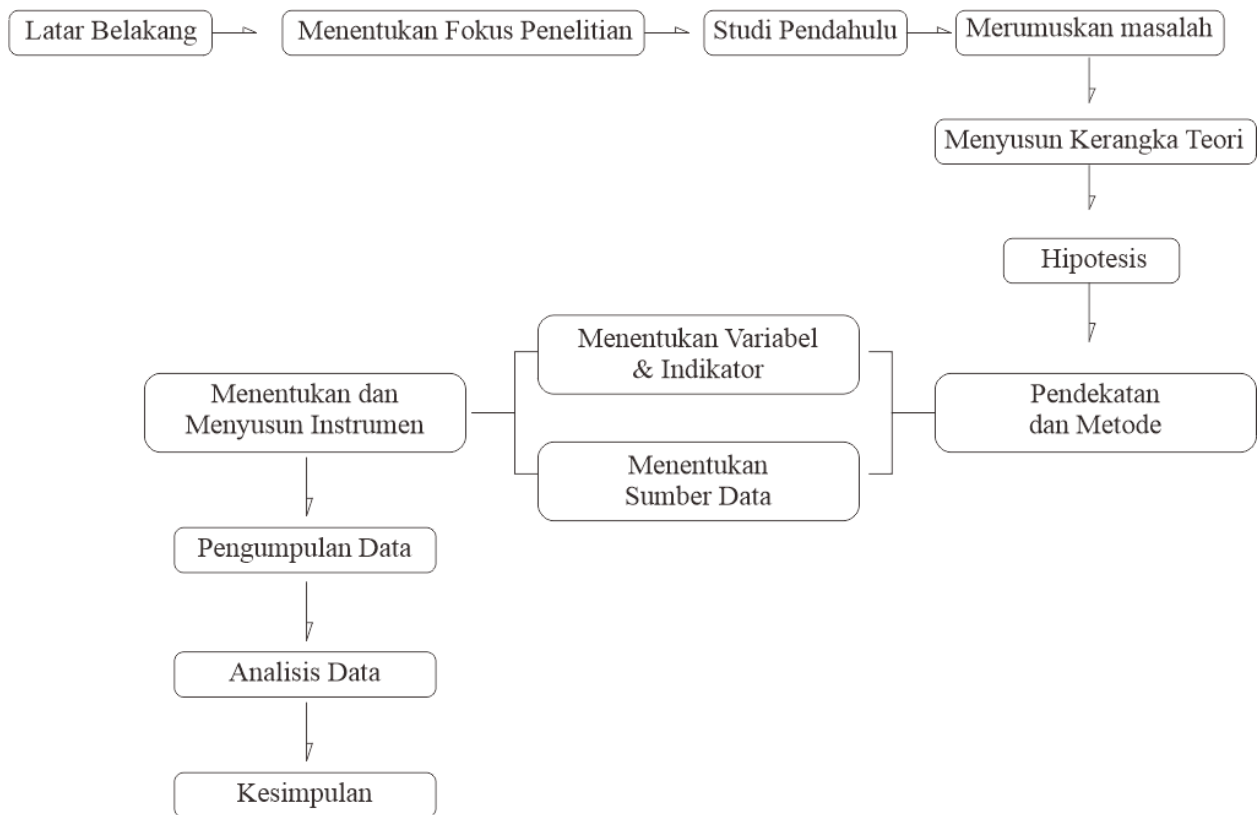 Latar Belakang
Menentukan Fokus Penelitian
Studi Pendahulu
Merumuskan masalah
Menyusun Kerangka Teori
Hipotesis
Pendekatan
dan Metode
Menentukan Variabel
& Indikator
Menentukan
Sumber Data
Menentukan dan
Menyusun Instrumen
Pengumpulan Data
Analisis Data
Kesimpulan